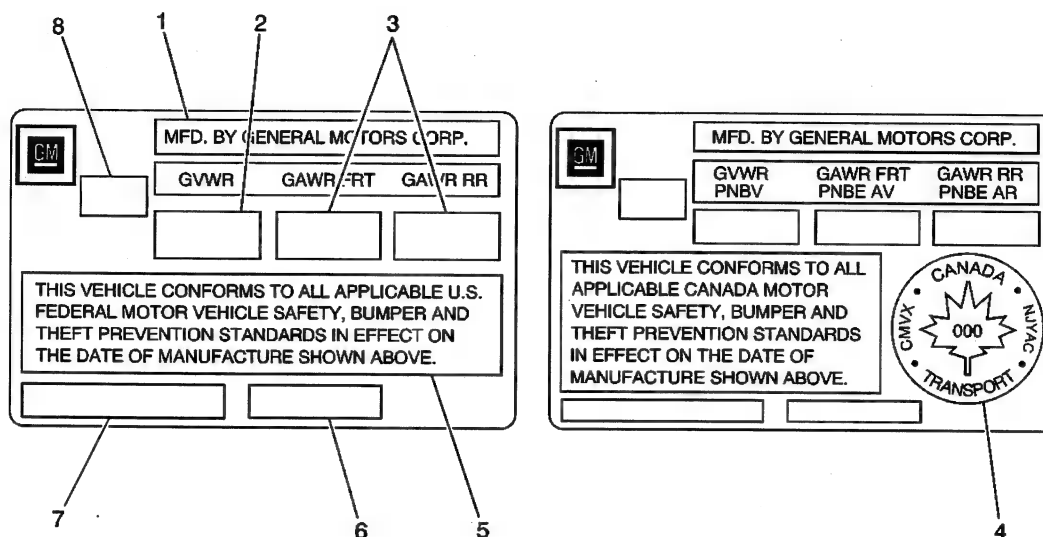 8
1
2
3
GM
MFD. BY GENERAL MOTORS CORP.
GVWR GAWR FRT GAWR RR
THIS VEHICLE CONFORMS TO ALL APPLICABLE U.S.
FEDERAL MOTOR VEHICLE SAFETY, BUMPER AND
THEFT PREVENTION STANDARDS IN EFFECT ON
THE DATE OF MANUFACTURE SHOWN ABOVE.
7
6
5
GM
MFD. BY GENERAL MOTORS CORP.
GVWR GAWR FRT GAWR RR
PNBV PNBE AV PNBE AR
THIS VEHICLE CONFORMS TO ALL
APPLICABLE CANADA MOTOR
VEHICLE SAFETY, BUMPER AND
THEFT PREVENTION STANDARDS
IN EFFECT ON THE DATE OF
MANUFACTURE SHOWN ABOVE.
CANADA
CMVX
000
NJYAC
TRANSPORT
4